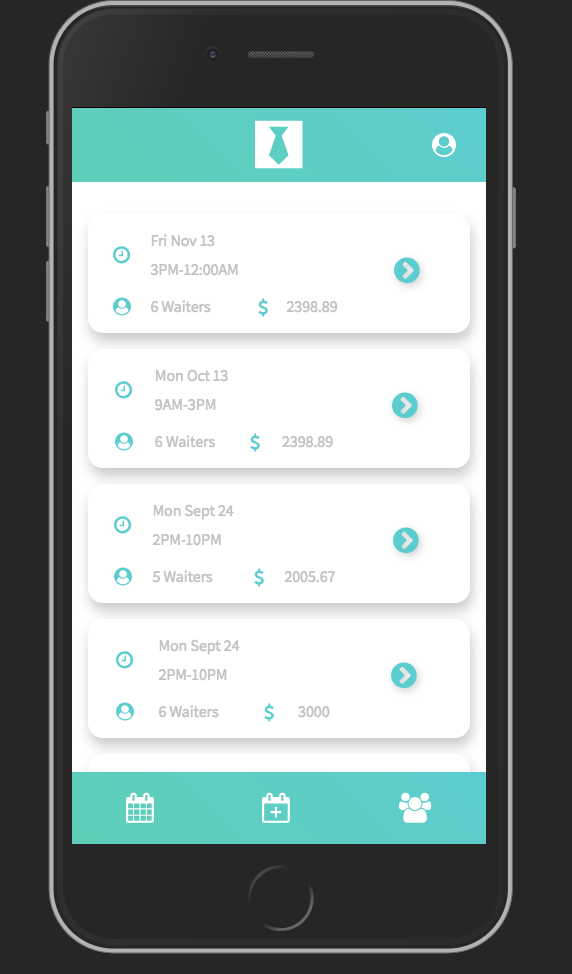 Fri Nov 13
3PM-12:00AM
6 Waiters $ 2398.89
Mon Oct 13
9AM-3PM
6 Waiters $ 2398.89
Mon Sept 24
2PM-10PM
5 Waiters $ 2005.67
Mon Sept 24
2PM-10PM
6 Waiters $ 3000